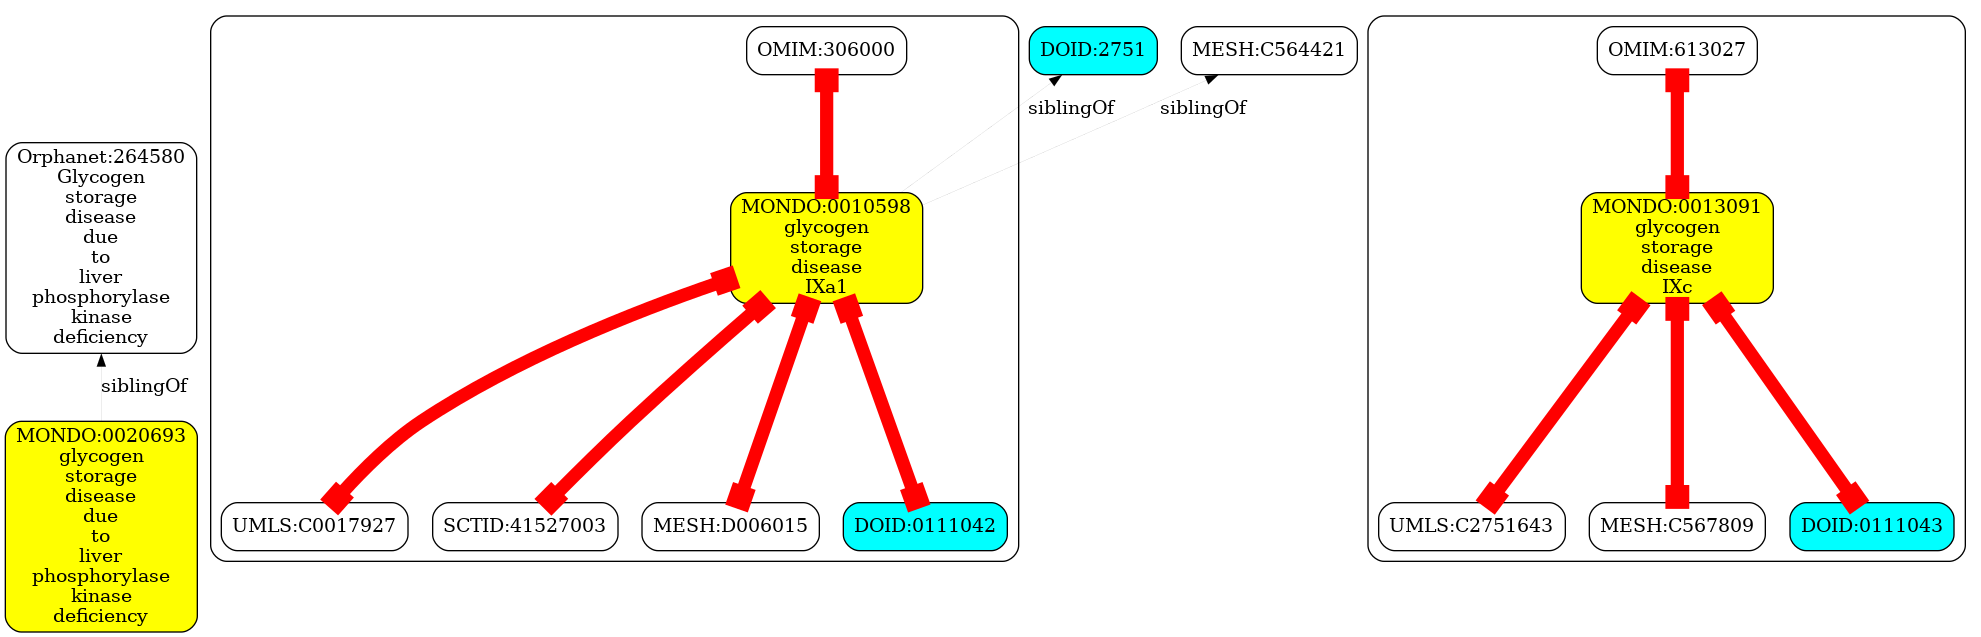 OMIM:306000
DOID:2751
MESH:C564421
OMIM:613027
siblingOf
siblingOf
Orphanet:264580
Glycogen
storage
disease
due
to
liver
phosphorylase
kinase
deficiency
MONDO:0010598
glycogen
storage
disease
IXa1
MONDO:0013091
glycogen
storage
disease
IXc
siblingOf
MONDO:0020693
glycogen
storage
disease
due
to
liver
phosphorylase
kinase
deficiency
UMLS:C0017927
SCTID:41527003
MESH:D006015
DOID:0111042
UMLS:C2751643
MESH:C567809
DOID:0111043